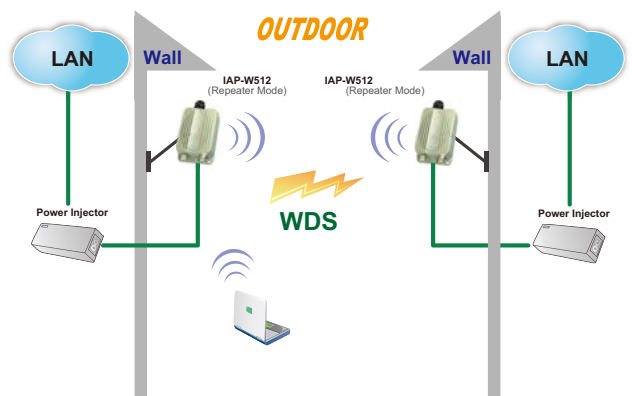 OUTDOOR
LAN
Wall
Wall
LAN
IAP-W512
(Repeater Mode)
IAP-W512
(Repeater Mode)
WDS
Power Injector
Power Injector